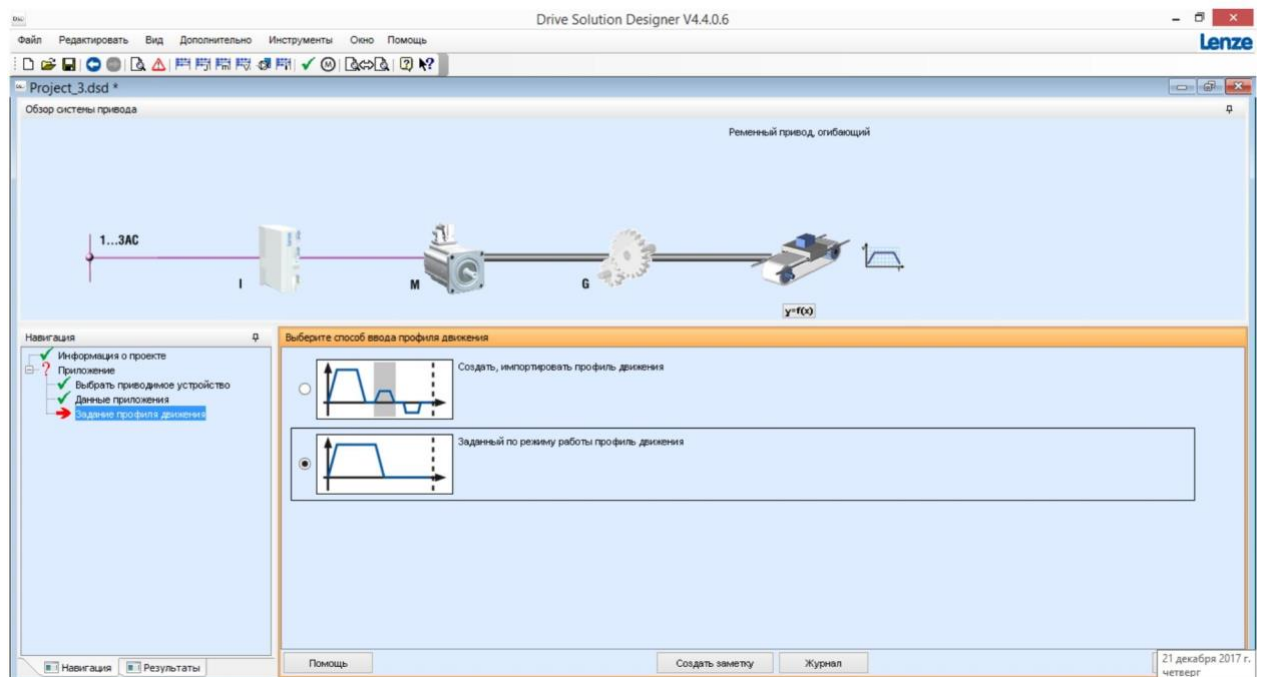 Drive Solution Designer V4.4.0.6
Файл Редактировать Вид Дополнительно Инструменты Окно Помощь
Lenze
Project_3.dsd *
Обзор системы привода
Ременный привод, огибающий
1...3AC
I
M
G
y=f(x)
Навигация
Информация о проекте
Приложение
Выбрать приводимое устройство
Данные приложения
Задание профиля движения
Выберите способ ввода профиля движения
Создать, импортировать профиль движения
Заданный по режиму работы профиль движения
Навигация Результаты
Помощь Создать заметку Журнал
21 декабря 2017 г.
четверг